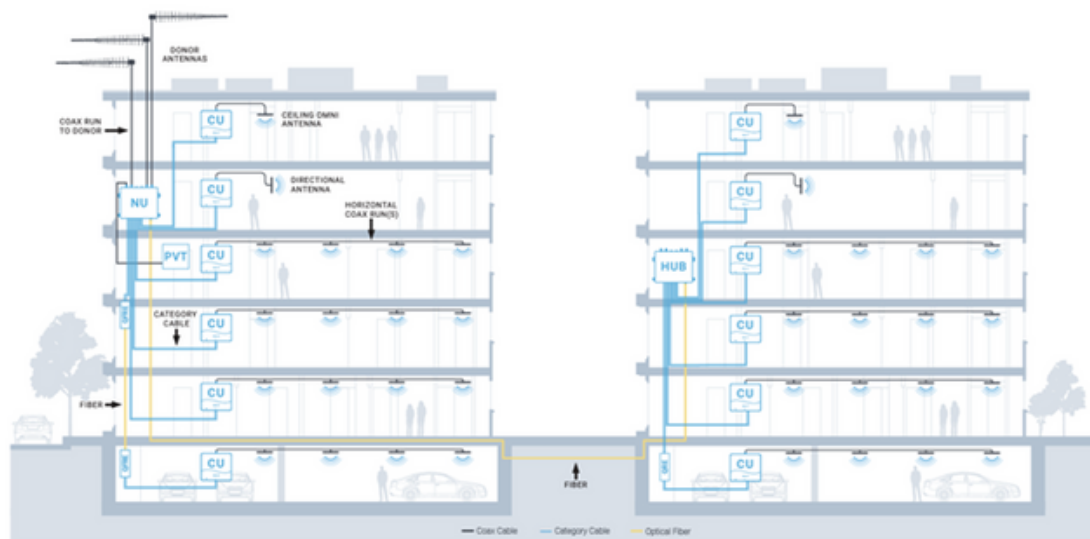 DONOR
ANTENNAS
COAX RUN
TO DONOR
CU
CEILING OMNI
ANTENNA
CU
NU
CU
DIRECTIONAL
ANTENNA
CU
HORIZONTAL
COAX RUN(S)
PVT
CU
HUB
CU
CATEGORY
CABLE
CU
CU
FIBER
CU
CU
CU
CU
FIBER
Coax Cable
Category Cable
Optical Fiber